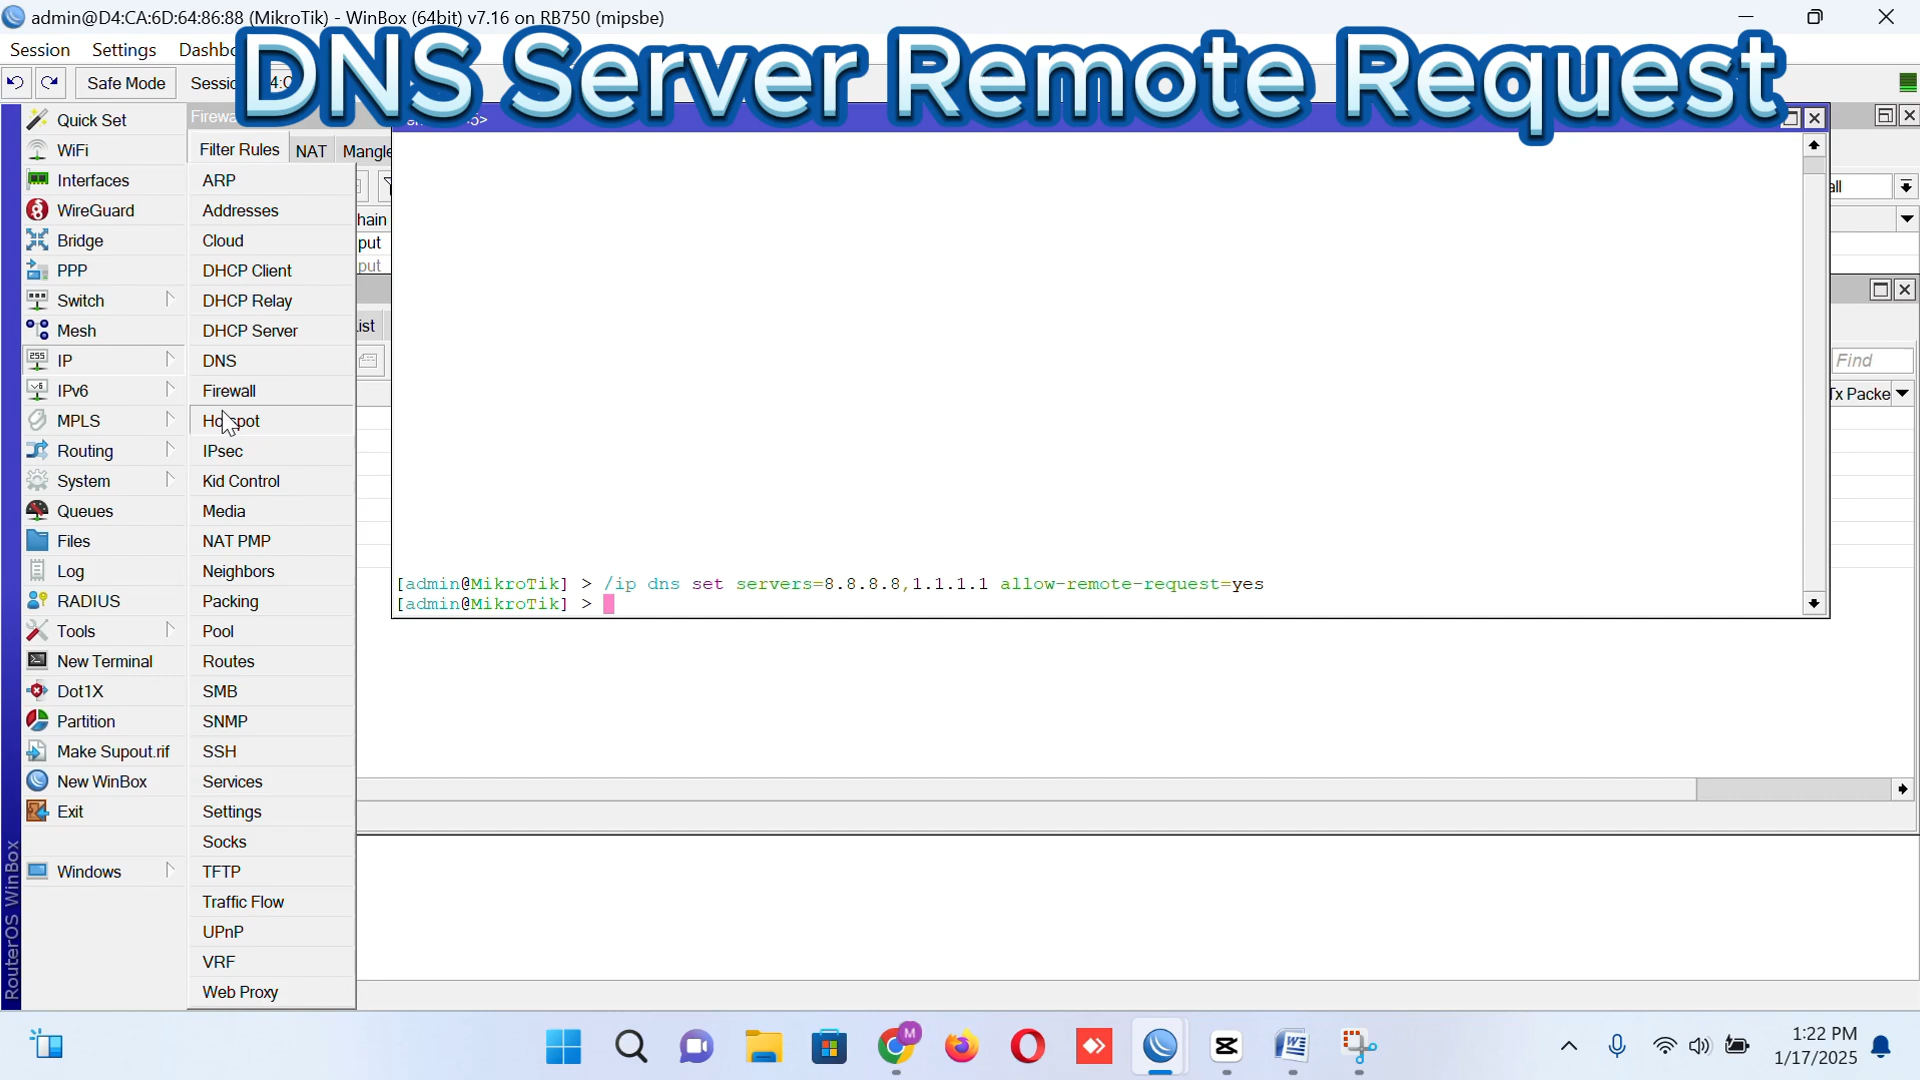 admin@D4:CA:6D:64:86:88 (MikroTik) - WinBox (64bit) v7.16 on RB750 (mipsbe)
DNS Server Remote Request
Session Settings
Safe Mode
Filter Rules NAT Mangle
Quick Set
WiFi
Interfaces
WireGuard
Bridge
PPP
Switch
Mesh
IP
IPv6
MPLS
Routing
System
Queues
Files
Log
RADIUS
Tools
New Terminal
Dot1X
Partition
Make Supout.rif
New WinBox
Exit
Windows
RouterOS WinBox
ARP
Addresses
Cloud
DHCP Client
DHCP Relay
DHCP Server
DNS
Firewall
Hotspot
IPsec
Kid Control
Media
NAT PMP
Neighbors
Packing
Pool
Routes
SMB
SNMP
SSH
Services
Settings
Socks
TFTP
Traffic Flow
UPnP
VRF
Web Proxy
[admin@MikroTik] > /ip dns set servers=8.8.8.8,1.1.1.1 allow-remote-request=yes
[admin@MikroTik] >
Find
Tx Packe
1:22 PM
1/17/2025